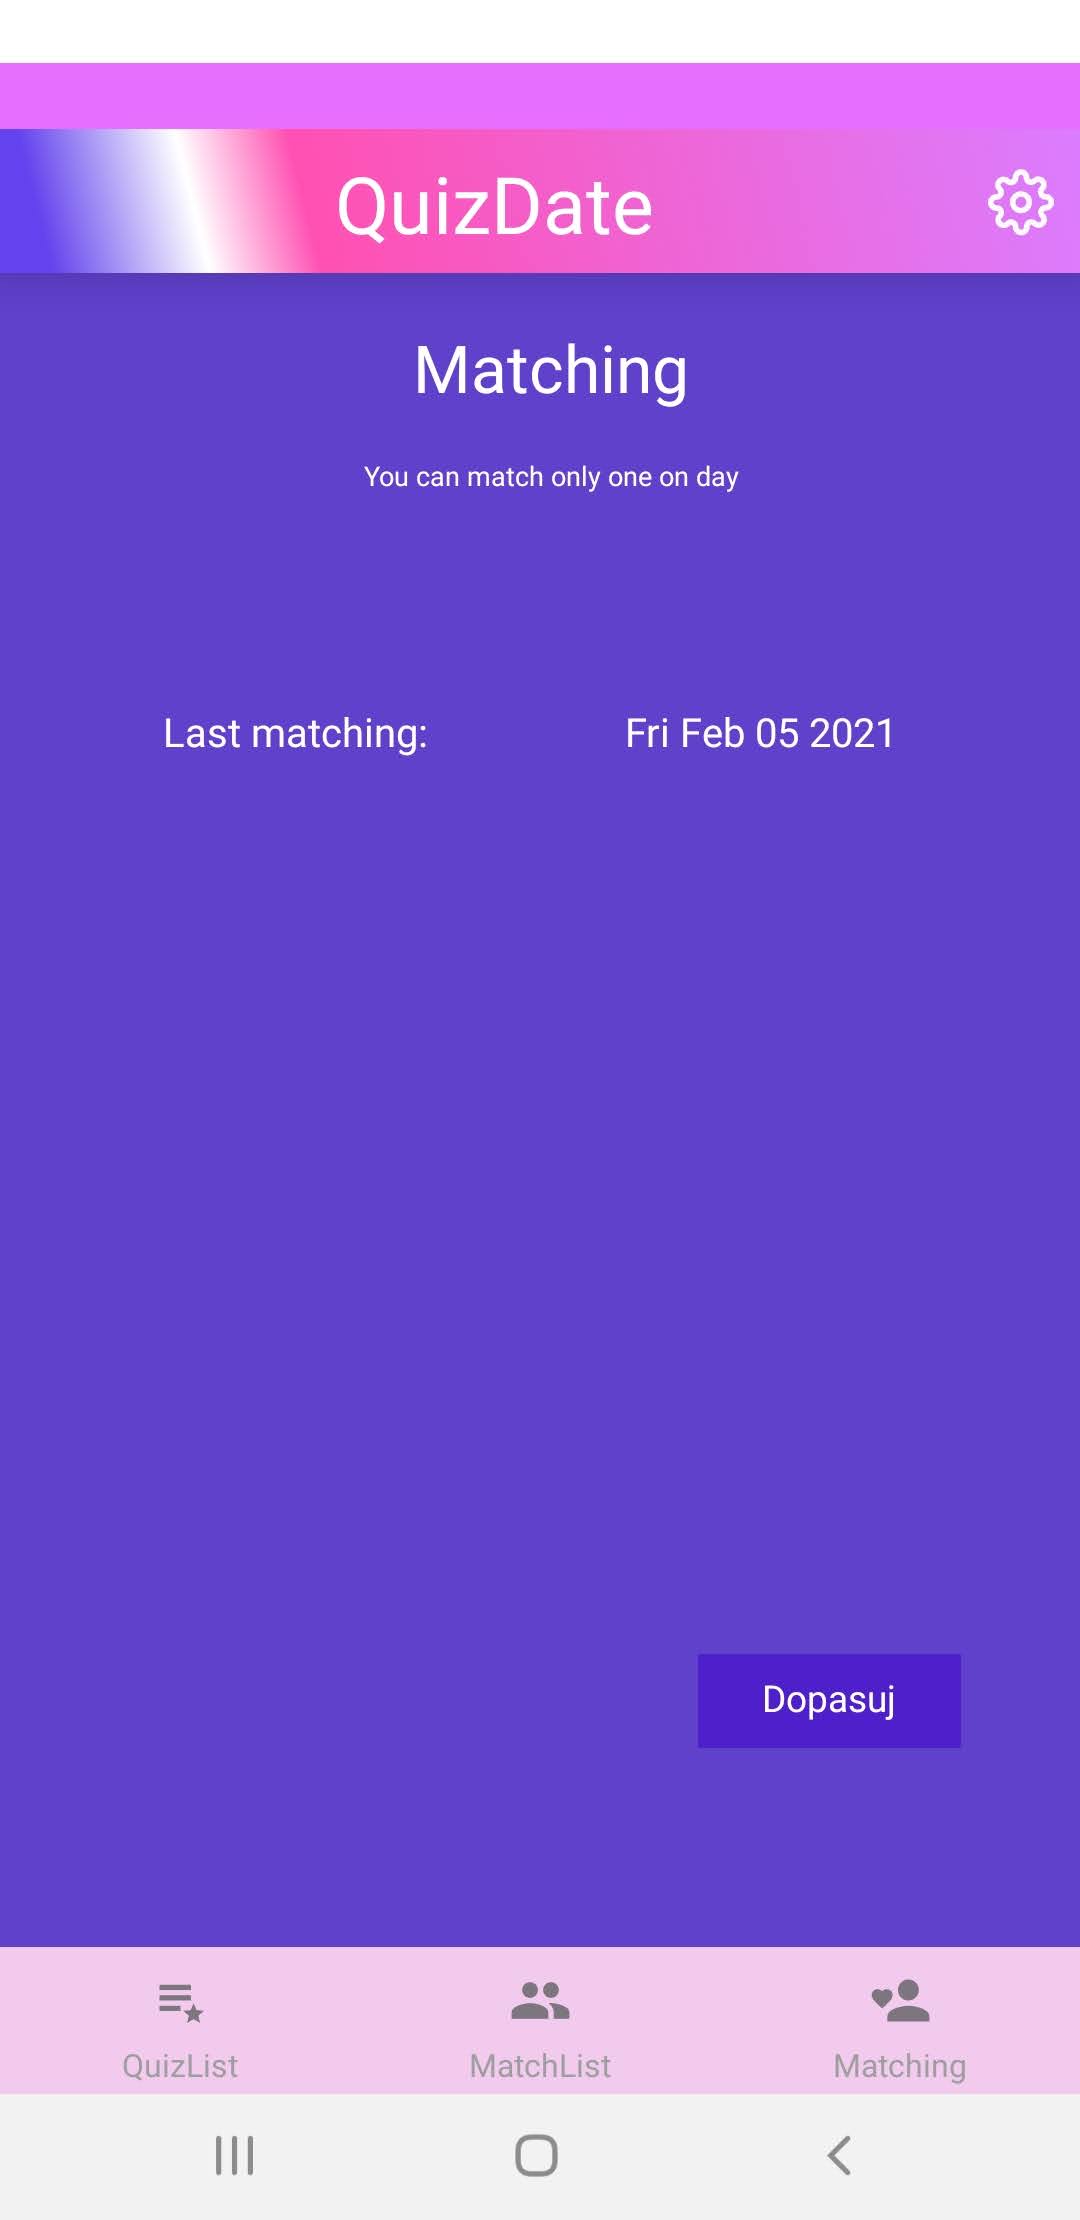 QuizDate
Matching
You can match only one on day
Last matching: Fri Feb 05 2021
Dopasuj
QuizList MatchList Matching